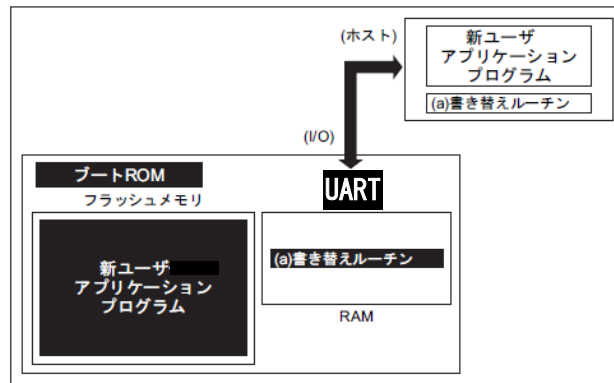 (ホスト)
新ユーザ
アプリケーション
プログラム
(a)書き替えルーチン
(I/O)
ブートROM
フラッシュメモリ
UART
新ユーザ
アプリケーション
プログラム
(a)書き替えルーチン
RAM